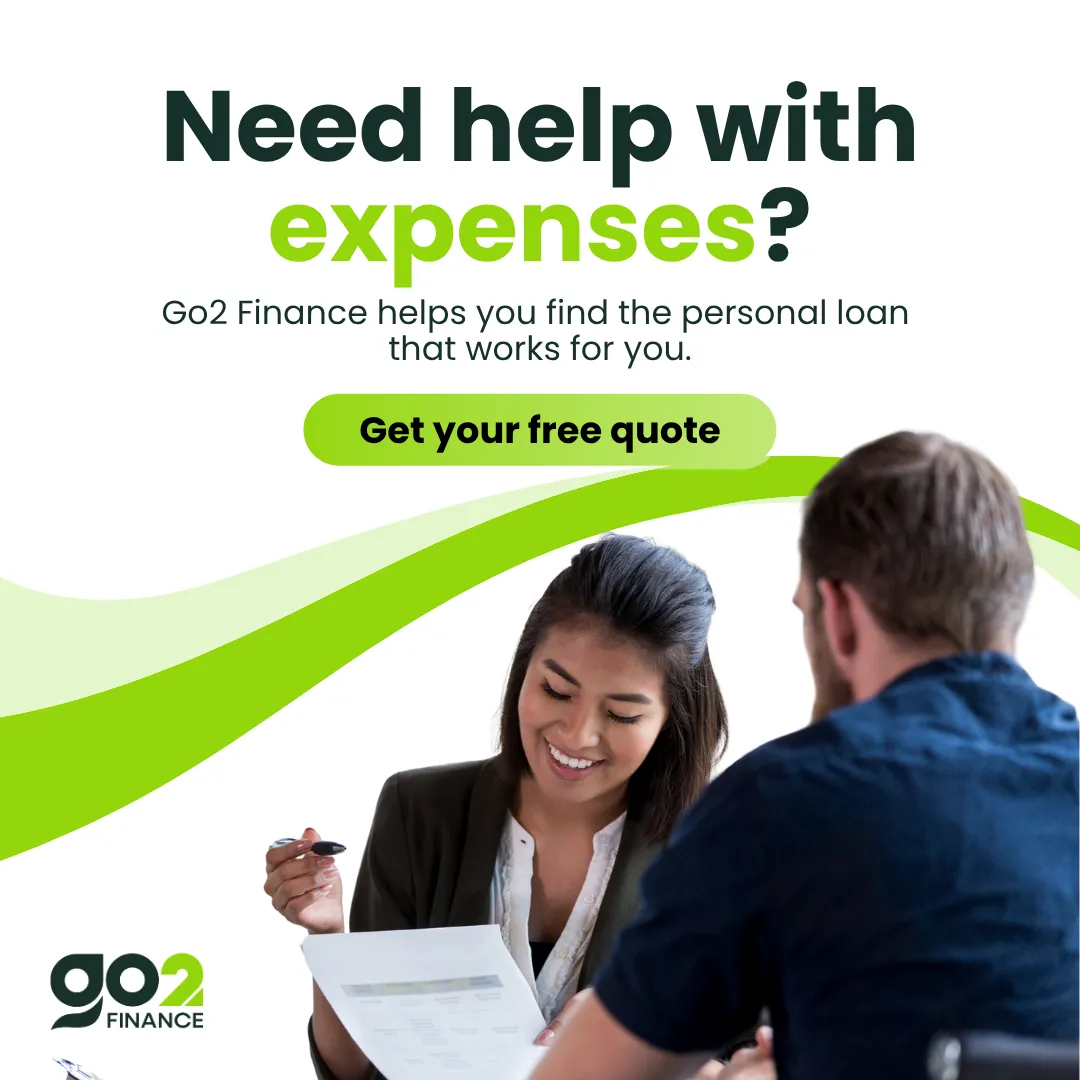 Need help with
expenses?
Go2 Finance helps you find the personal loan
that works for you.
Get your free quote
go2
FINANCE